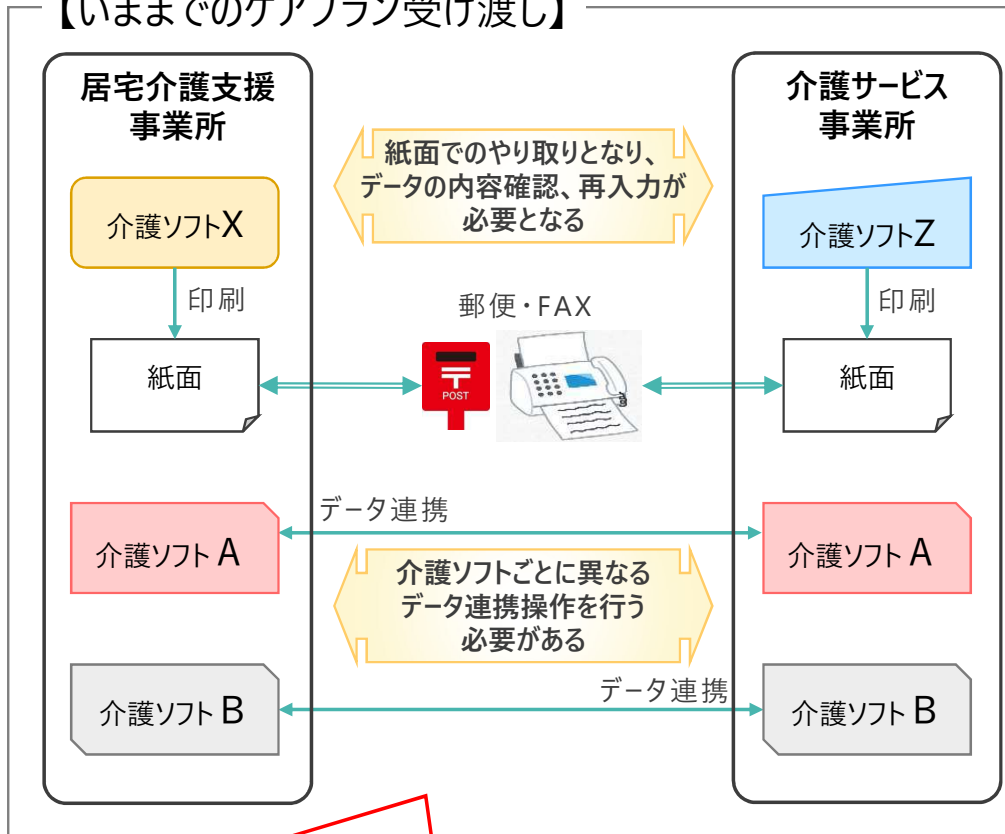 【いままでのケアプラン受け渡し】
居宅介護支援
事業所
介護サービス
事業所
紙面でのやり取りとなり、
データの内容確認、再入力が
必要となる
介護ソフトX
介護ソフトZ
印刷
郵便・FAX
印刷
紙面
〒
POST
紙面
データ連携
介護ソフト A
介護ソフト A
介護ソフトごとに異なる
データ連携操作を行う
必要がある
データ連携
介護ソフト B
介護ソフト B